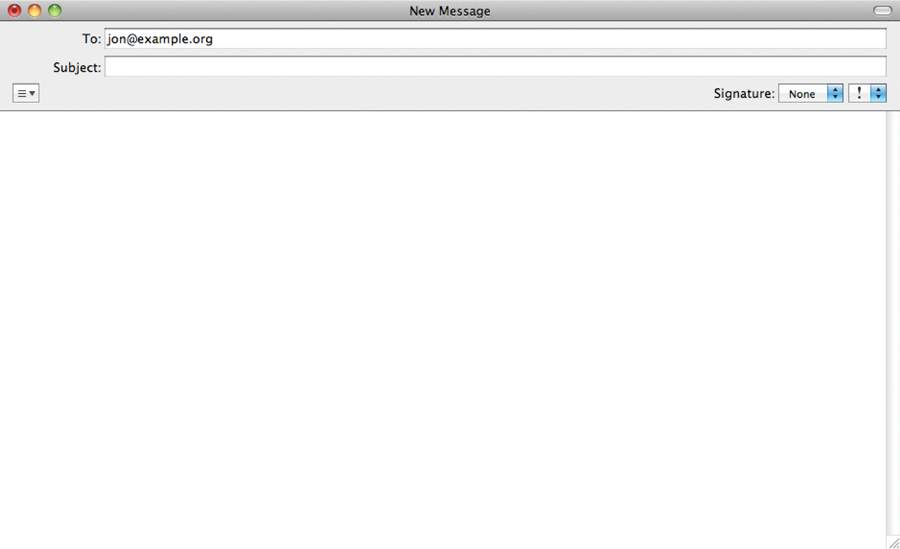 New Message
To: jon@example.org
Subject:
Signature: None !